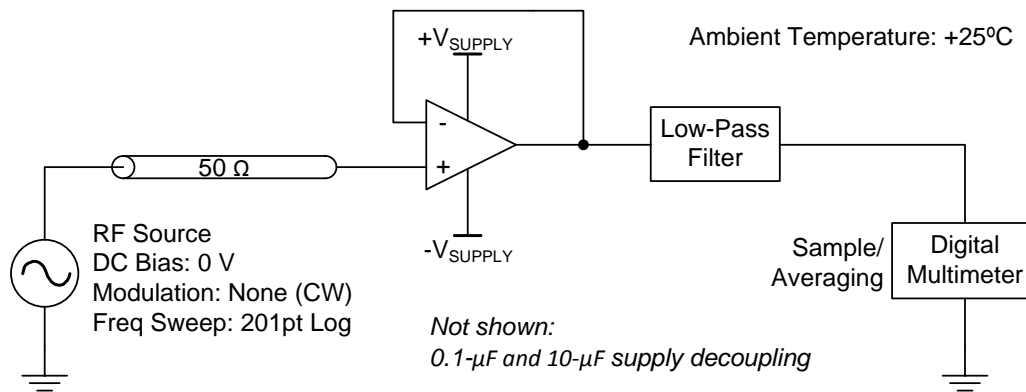 +VSUPPLY
Ambient Temperature: +25ºC
-
+
50 Ω
Low-Pass
Filter
-VSUPPLY
RF Source
DC Bias: 0 V
Modulation: None (CW)
Freq Sweep: 201pt Log
Sample/
Averaging
Digital
Multimeter
Not shown:
0.1-µF and 10-µF supply decoupling